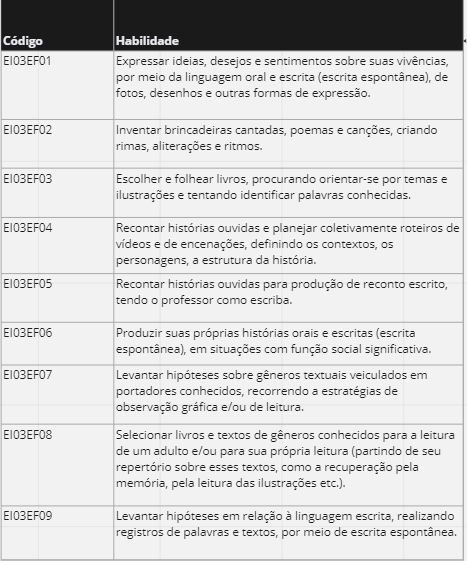 Código Habilidade
EI03EF01 Expressar ideias, desejos e sentimentos sobre suas vivências,
por meio da linguagem oral e escrita (escrita espontânea), de
fotos, desenhos e outras formas de expressão.
EI03EF02 Inventar brincadeiras cantadas, poemas e canções, criando
rimas, aliterações e ritmos.
EI03EF03 Escolher e folhear livros, procurando orientar-se por temas e
ilustrações e tentando identificar palavras conhecidas.
EI03EF04 Recontar histórias ouvidas e planejar coletivamente roteiros de
vídeos e de encenações, definindo os contextos, os
personagens, a estrutura da história.
EI03EF05 Recontar histórias ouvidas para produção de reconto escrito,
tendo o professor como escriba.
EI03EF06 Produzir suas próprias histórias orais e escritas (escrita
espontânea), em situações com função social significativa.
EI03EF07 Levantar hipóteses sobre gêneros textuais veiculados em
portadores conhecidos, recorrendo a estratégias de
observação gráfica e/ou de leitura.
EI03EF08 Selecionar livros e textos de gêneros conhecidos para a leitura
de um adulto e/ou para sua própria leitura (partindo de seu
repertório sobre esses textos, como a recuperação pela
memória, pela leitura das ilustrações etc.).
EI03EF09 Levantar hipóteses em relação à linguagem escrita, realizando
registros de palavras e textos, por meio de escrita espontânea.